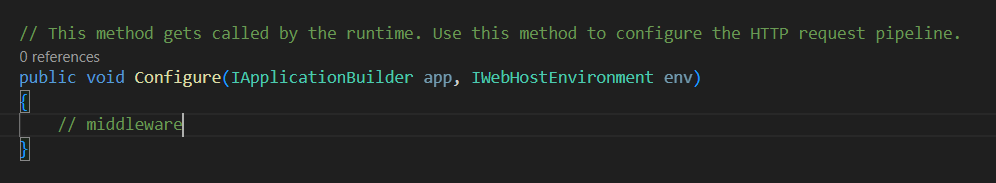 // This method gets called by the runtime. Use this method to configure the HTTP request pipeline.
0 references
public void Configure(IApplicationBuilder app, IWebHostEnvironment env)
{
// middleware
}